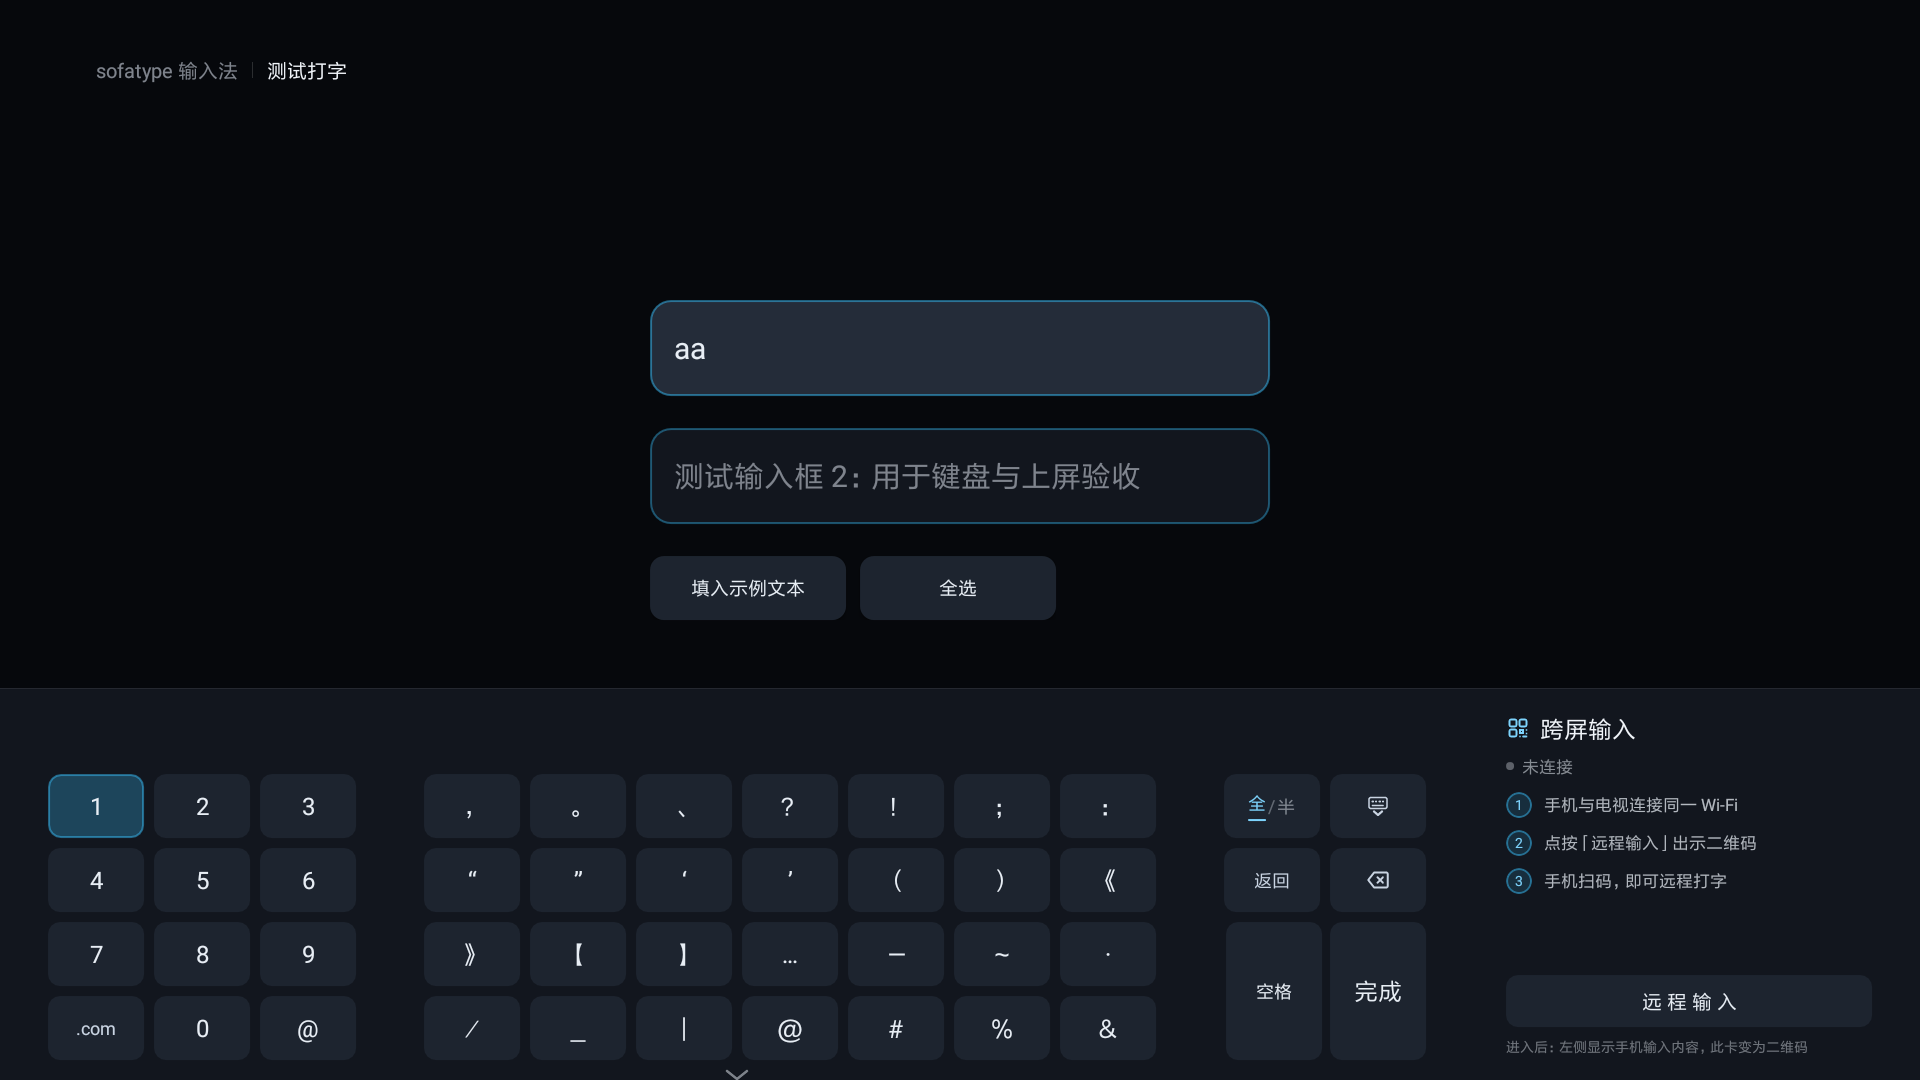 sofatype 输入法 测试打字
aa
测试输入框 2：用于键盘与上屏验收
填入示例文本 全选
1 2 3 ， 。 、 ？ ！ ； ： 全/半
4 5 6 “ ” ‘ ’ （ ） 《 返回
7 8 9 》 【 】 … — ~ ·
.com 0 @ / _ | @ # % &
空格 完成
跨屏输入
未连接
1 手机与电视连接同一 Wi-Fi
2 点按「远程输入」出示二维码
3 手机扫码，即可远程打字
远程输入
进入后：左侧显示手机输入内容，此卡变为二维码